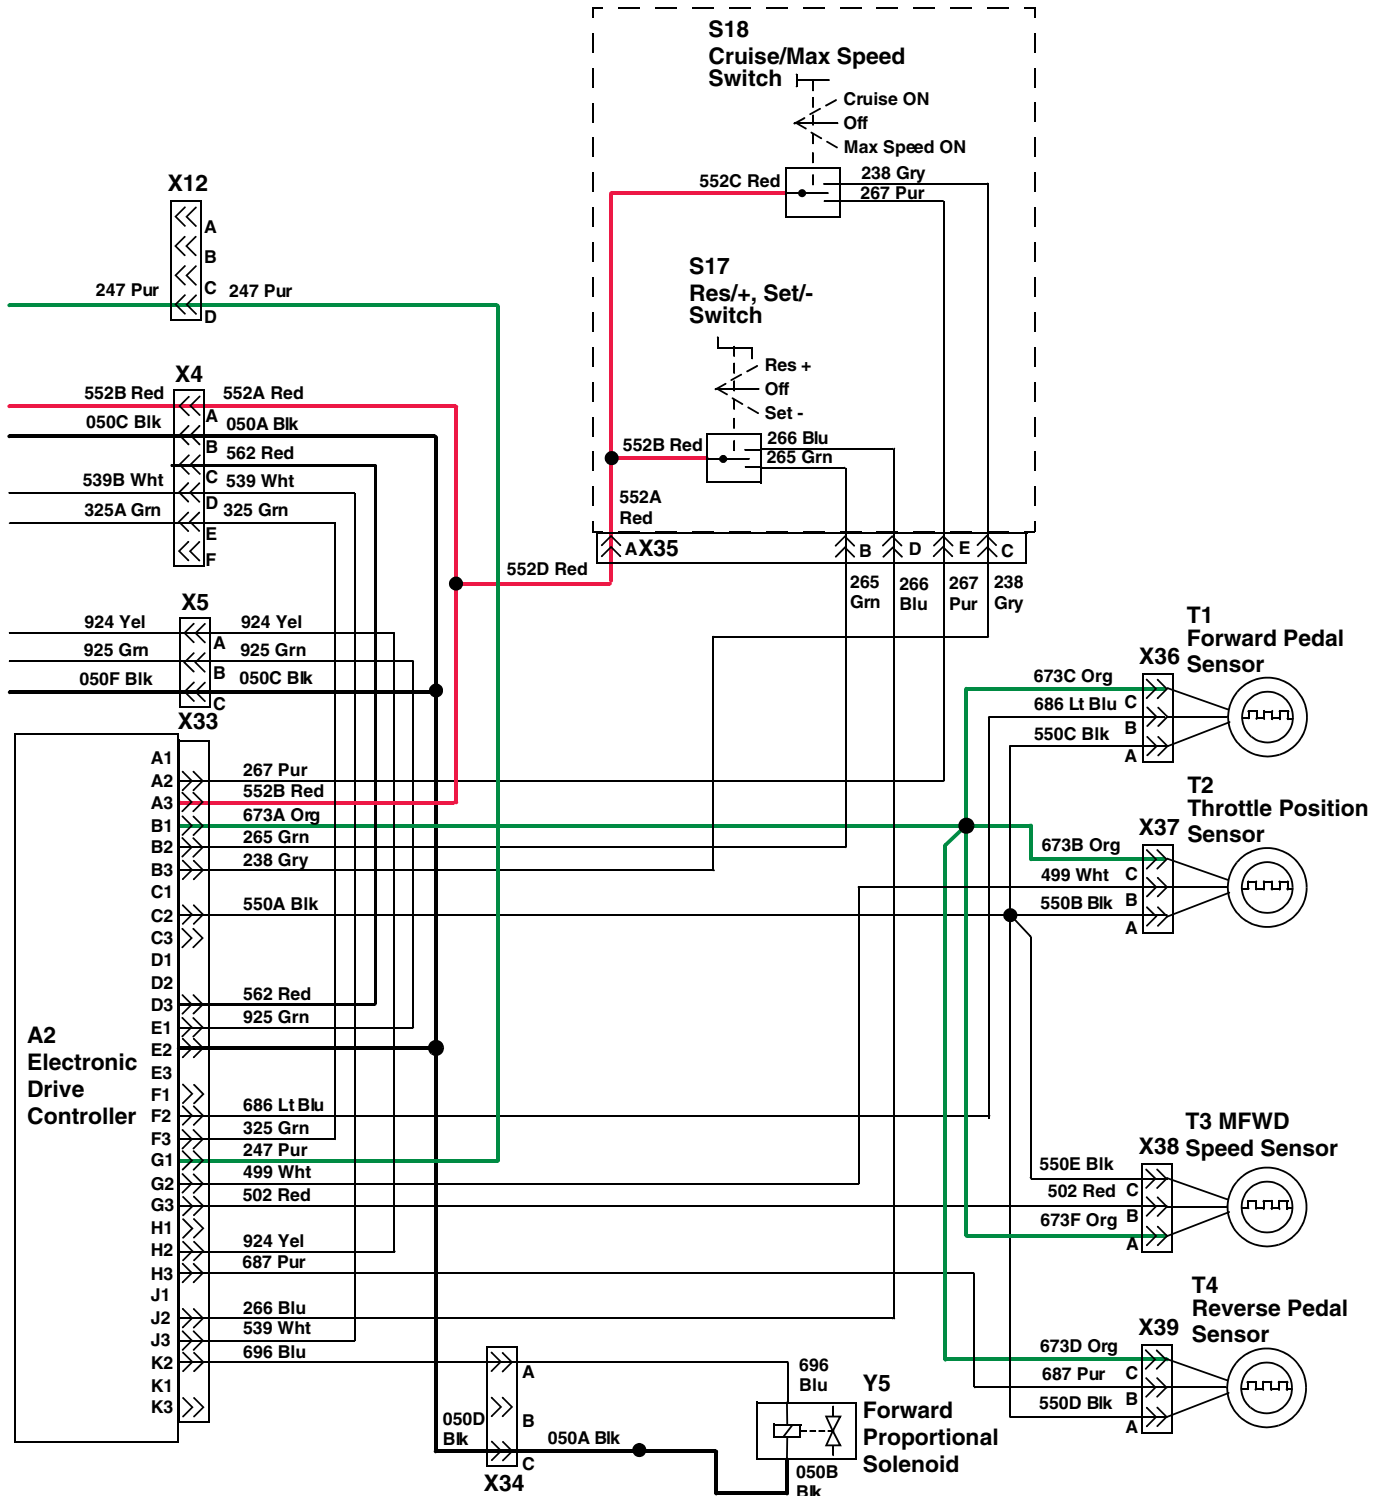 S18
Cruise/Max Speed
Switch
Cruise ON
Off
Max Speed ON
552C Red
238 Gry
267 Pur
S17
Res/+, Set/-
Switch
Res +
Off
Set -
552B Red
266 Blu
265 Grn
552A
Red
A
X35
B
D
E
C
552D Red
265
Grn
266
Blu
267
Pur
238
Gry
X12
A
B
C
D
247 Pur
247 Pur
X4
552B Red
552A Red
A
050C Blk
050A Blk
B
562 Red
C
539B Wht
539 Wht
D
325A Grn
325 Grn
E
F
X5
924 Yel
924 Yel
A
925 Grn
925 Grn
B
050F Blk
050C Blk
C
X33
A2
Electronic
Drive
Controller
A1
A2
267 Pur
A3
552B Red
B1
673A Org
B2
265 Grn
B3
238 Gry
C1
C2
550A Blk
C3
D1
D2
D3
562 Red
E1
925 Grn
E2
E3
F1
F2
686 Lt Blu
F3
325 Grn
G1
247 Pur
G2
499 Wht
G3
502 Red
H1
H2
924 Yel
H3
687 Pur
J1
J2
266 Blu
J3
539 Wht
K2
696 Blu
K1
K3
T1
Forward Pedal
Sensor
X36
673C Org
C
686 Lt Blu
B
550C Blk
A
T2
Throttle Position
Sensor
X37
673B Org
C
499 Wht
B
550B Blk
A
T3 MFWD
Speed Sensor
X38
550E Blk
C
502 Red
B
673F Org
A
T4
Reverse Pedal
Sensor
X39
673D Org
C
687 Pur
B
550D Blk
A
A
B
C
X34
050D
Blk
050A Blk
696
Blu
Y5
Forward
Proportional
Solenoid
050B
Blk